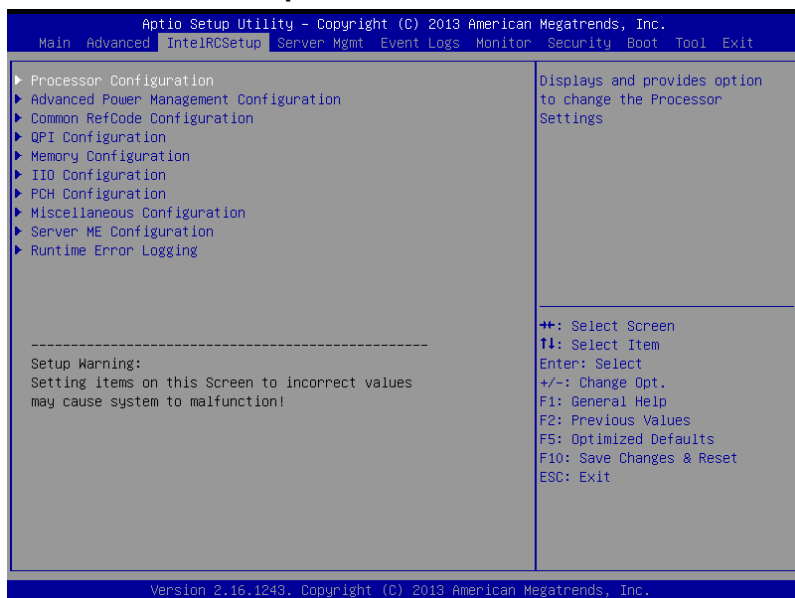 Aptio Setup Utility – Copyright (C) 2013 American Megatrends, Inc.
Main Advanced IntelRCSetup Server Mgmt Event Logs Monitor Security Boot Tool Exit
Processor Configuration
Advanced Power Management Configuration
Common RefCode Configuration
QPI Configuration
Memory Configuration
IIO Configuration
PCH Configuration
Miscellaneous Configuration
Server ME Configuration
Runtime Error Logging
--------------------------------------------------
Setup Warning:
Setting items on this Screen to incorrect values
may cause system to malfunction!
Displays and provides option
to change the Processor
Settings
→←: Select Screen
↑↓: Select Item
Enter: Select
+/-: Change Opt.
F1: General Help
F2: Previous Values
F5: Optimized Defaults
F10: Save Changes & Reset
ESC: Exit
Version 2.16.1243. Copyright (C) 2013 American Megatrends, Inc.